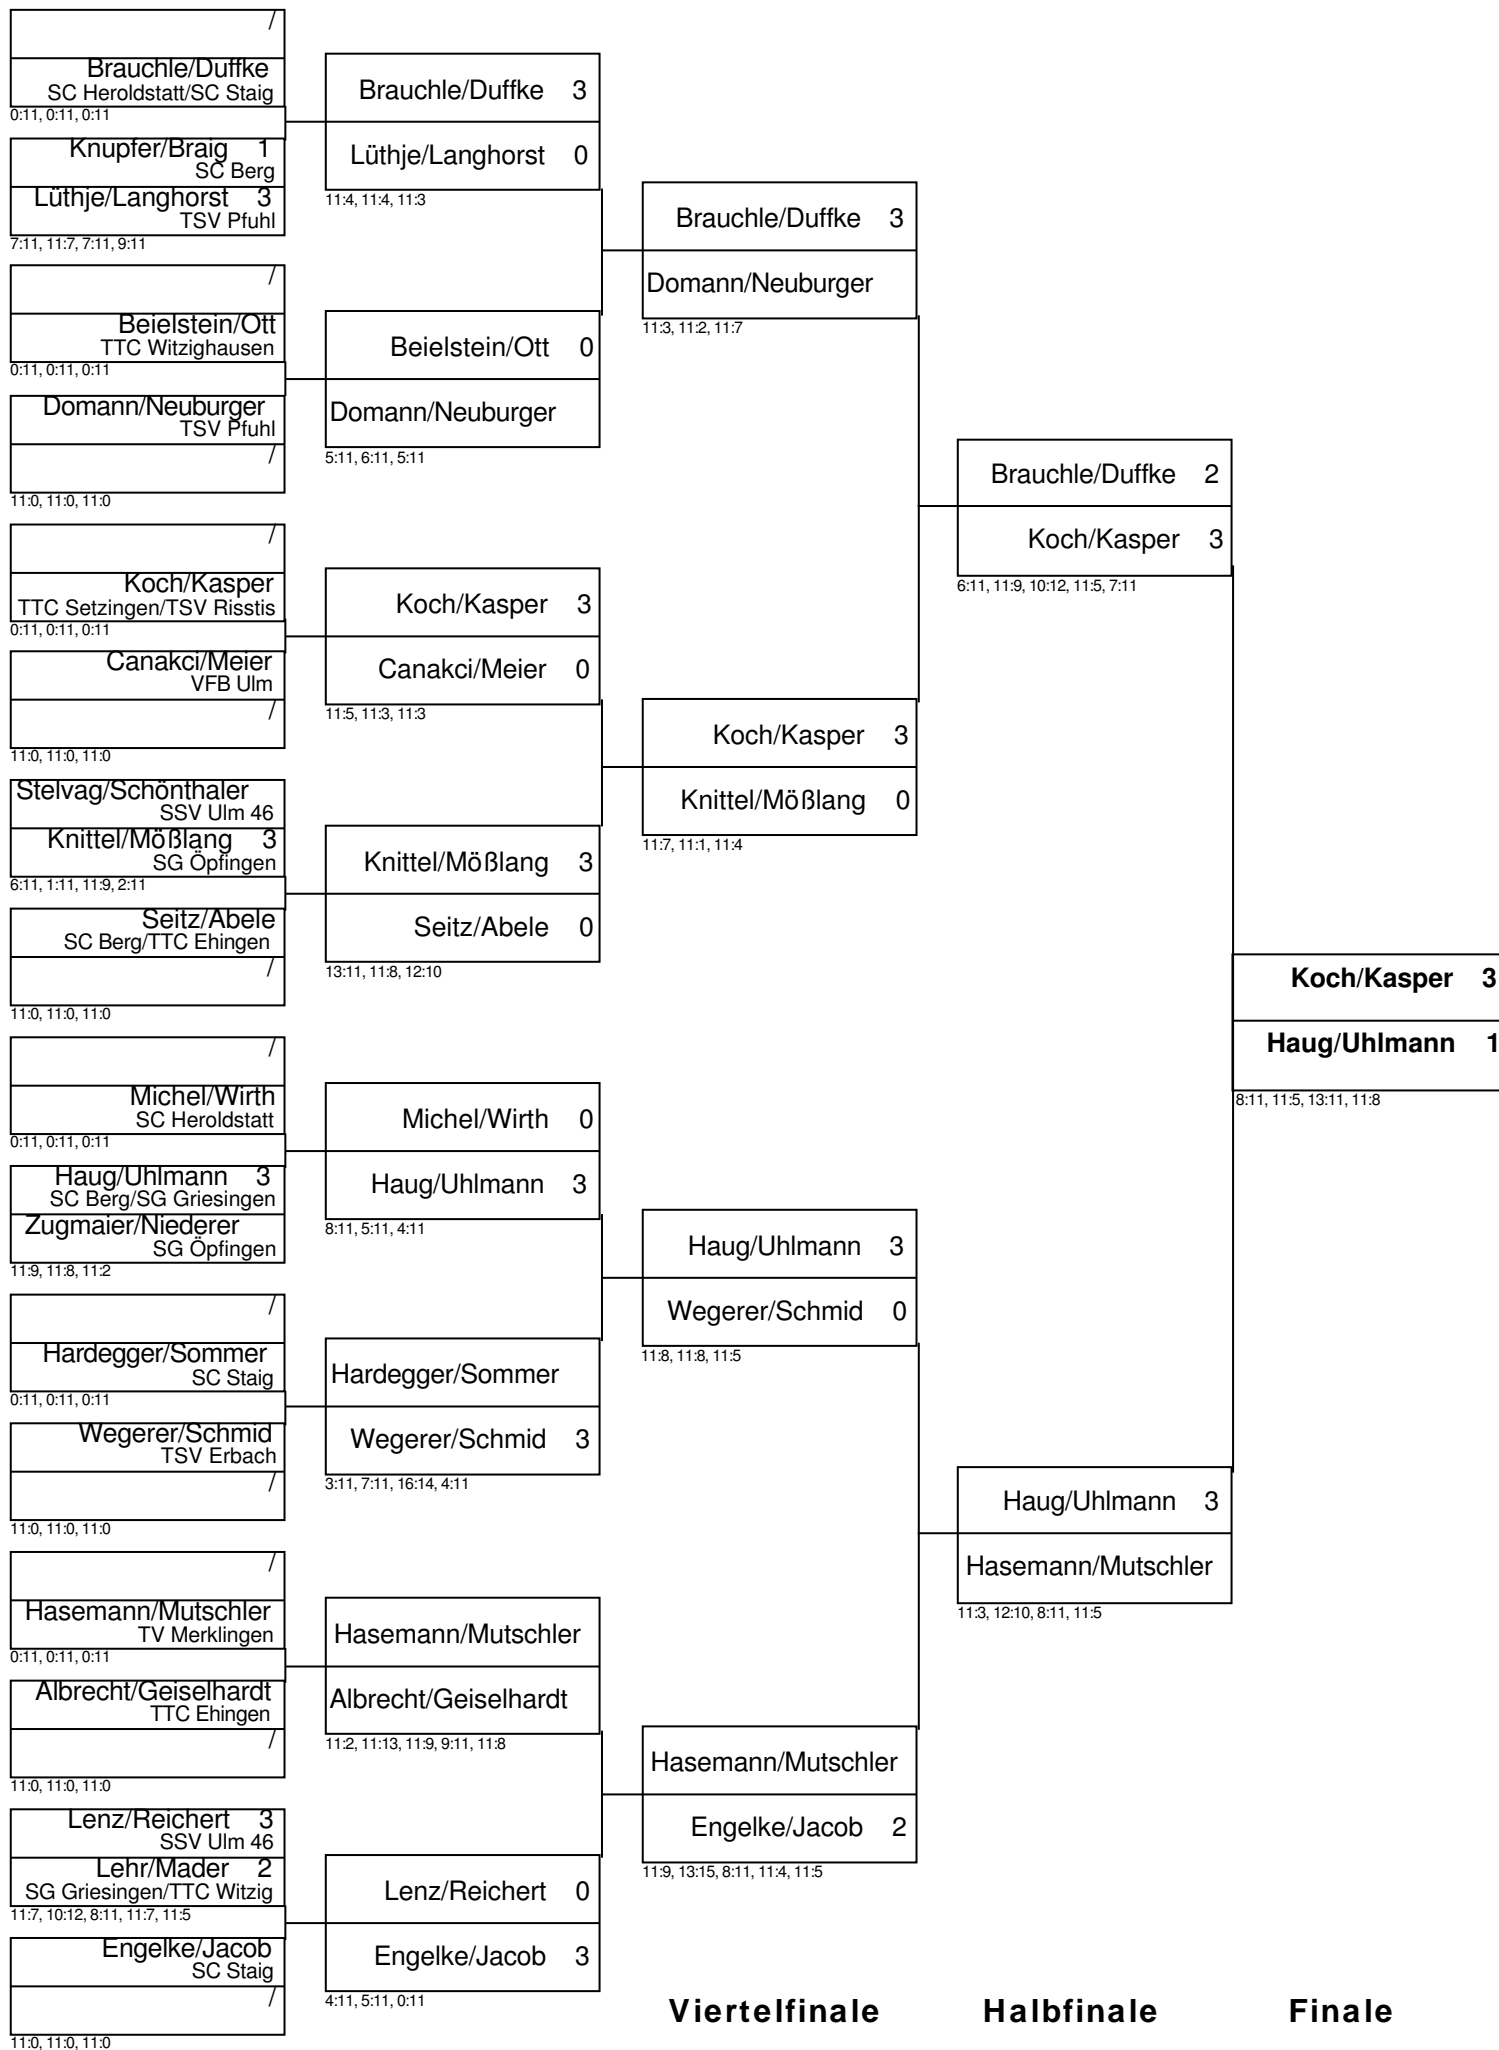 /
Brauchle/Duffke
SC Heroldstatt/SC Staig
0:11, 0:11, 0:11
Knupfer/Braig 1
SC Berg
Lüthje/Langhorst 3
TSV Pfuhl
7:11, 11:7, 7:11, 9:11
/
Beielstein/Ott
TTC Witzighausen
0:11, 0:11, 0:11
Domann/Neuburger
TSV Pfuhl
/
11:0, 11:0, 11:0
/
Koch/Kasper
TTC Setzingen/TSV Risstis
0:11, 0:11, 0:11
Canakci/Meier
VFB Ulm
/
11:0, 11:0, 11:0
Stelvag/Schönthaler
SSV Ulm 46
Knittel/Mößlang 3
SG Öpfingen
6:11, 1:11, 11:9, 2:11
Seitz/Abele
SC Berg/TTC Ehingen
/
11:0, 11:0, 11:0
/
Michel/Wirth
SC Heroldstatt
0:11, 0:11, 0:11
Haug/Uhlmann 3
SC Berg/SG Griesingen
Zugmaier/Niederer
SG Öpfingen
11:9, 11:8, 11:2
/
Hardegger/Sommer
SC Staig
0:11, 0:11, 0:11
Wegerer/Schmid
TSV Erbach
/
11:0, 11:0, 11:0
/
Hasemann/Mutschler
TV Merklingen
0:11, 0:11, 0:11
Albrecht/Geiselhardt
TTC Ehingen
/
11:0, 11:0, 11:0
Lenz/Reichert 3
SSV Ulm 46
Lehr/Mader 2
SG Griesingen/TTC Witzig
11:7, 10:12, 8:11, 11:7, 11:5
Engelke/Jacob
SC Staig
/
11:0, 11:0, 11:0
Brauchle/Duffke 3
Lüthje/Langhorst 0
11:4, 11:4, 11:3
Beielstein/Ott 0
Domann/Neuburger
5:11, 6:11, 5:11
Koch/Kasper 3
Canakci/Meier 0
11:5, 11:3, 11:3
Knittel/Mößlang 3
Seitz/Abele 0
13:11, 11:8, 12:10
Michel/Wirth 0
Haug/Uhlmann 3
8:11, 5:11, 4:11
Hardegger/Sommer
Wegerer/Schmid 3
3:11, 7:11, 16:14, 4:11
Hasemann/Mutschler
Albrecht/Geiselhardt
11:2, 11:13, 11:9, 9:11, 11:8
Lenz/Reichert 0
Engelke/Jacob 3
4:11, 5:11, 0:11
Brauchle/Duffke 3
Domann/Neuburger
11:3, 11:2, 11:7
Koch/Kasper 3
Knittel/Mößlang 0
11:7, 11:1, 11:4
Haug/Uhlmann 3
Wegerer/Schmid 0
11:8, 11:8, 11:5
Hasemann/Mutschler
Engelke/Jacob 2
11:9, 13:15, 8:11, 11:4, 11:5
Viertelfinale
Brauchle/Duffke 2
Koch/Kasper 3
6:11, 11:9, 10:12, 11:5, 7:11
Haug/Uhlmann 3
Hasemann/Mutschler
11:3, 12:10, 8:11, 11:5
Halbfinale
Koch/Kasper 3
Haug/Uhlmann 1
8:11, 11:5, 13:11, 11:8
Finale